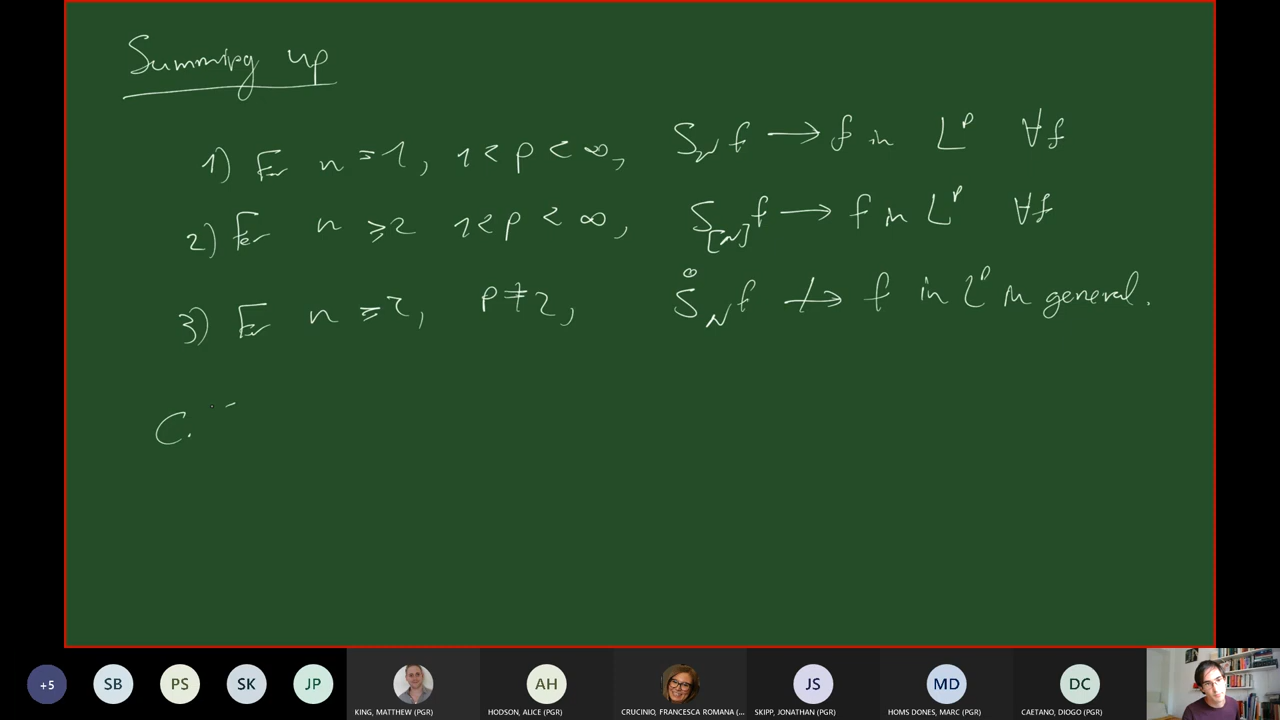 Summing up
1) For n = 1, 1 < p < ∞, S_N f → f in L^p ∀f
2) For n ≥ 2 1 < p < ∞, S_[N] f → f in L^p ∀f
3) For n ≥ 2, p ≠ 2, S̊_N f ↛ f in L^p in general.
C.
+5 SB PS SK JP AH JS MD DC
KING, MATTHEW (PGR) HODSON, ALICE (PGR) CRUCINIO, FRANCESCA ROMANA (... SKIPP, JONATHAN (PGR) HOMS DONES, MARC (PGR) CAETANO, DIOGO (PGR)